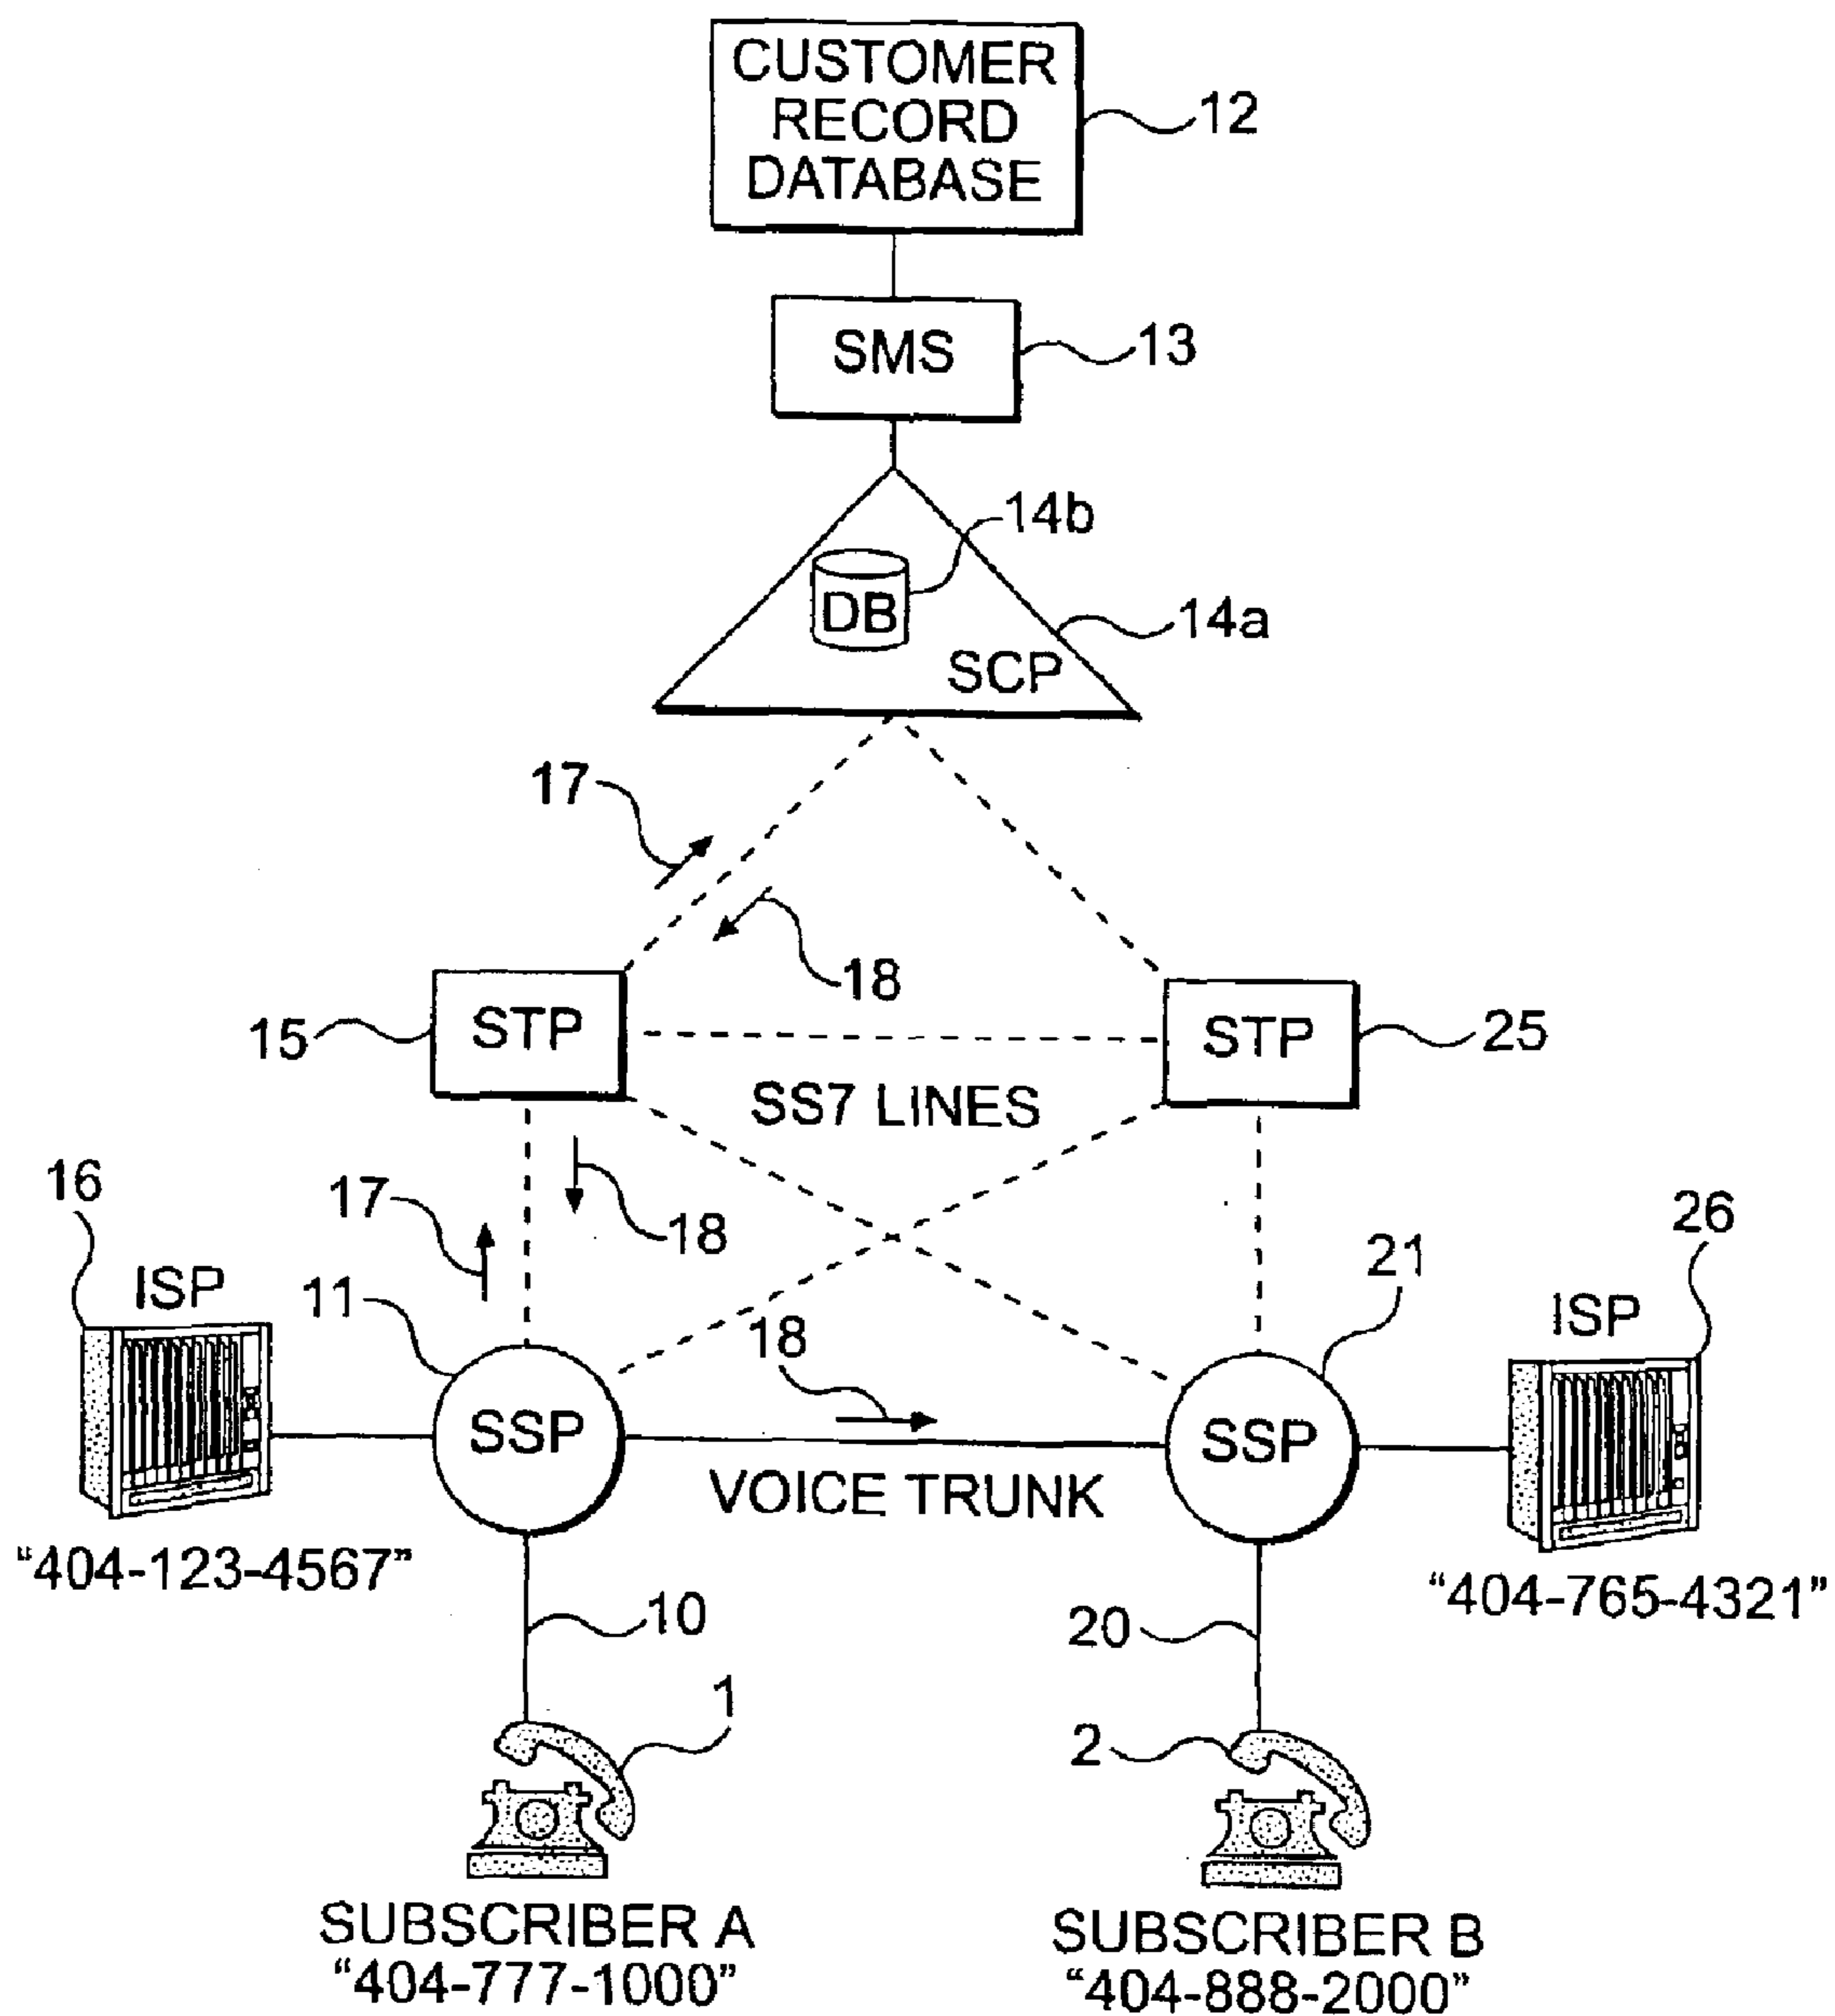 CUSTOMER
RECORD
DATABASE
12
SMS
13
14b
DB
14a
SCP
17
18
15
STP
STP
25
SS7 LINES
16
17
18
26
ISP
11
21
ISP
18
SSP
SSP
VOICE TRUNK
“404-123-4567”
“404-765-4321”
10
20
1
2
SUBSCRIBER A
“404-777-1000”
SUBSCRIBER B
“404-888-2000”